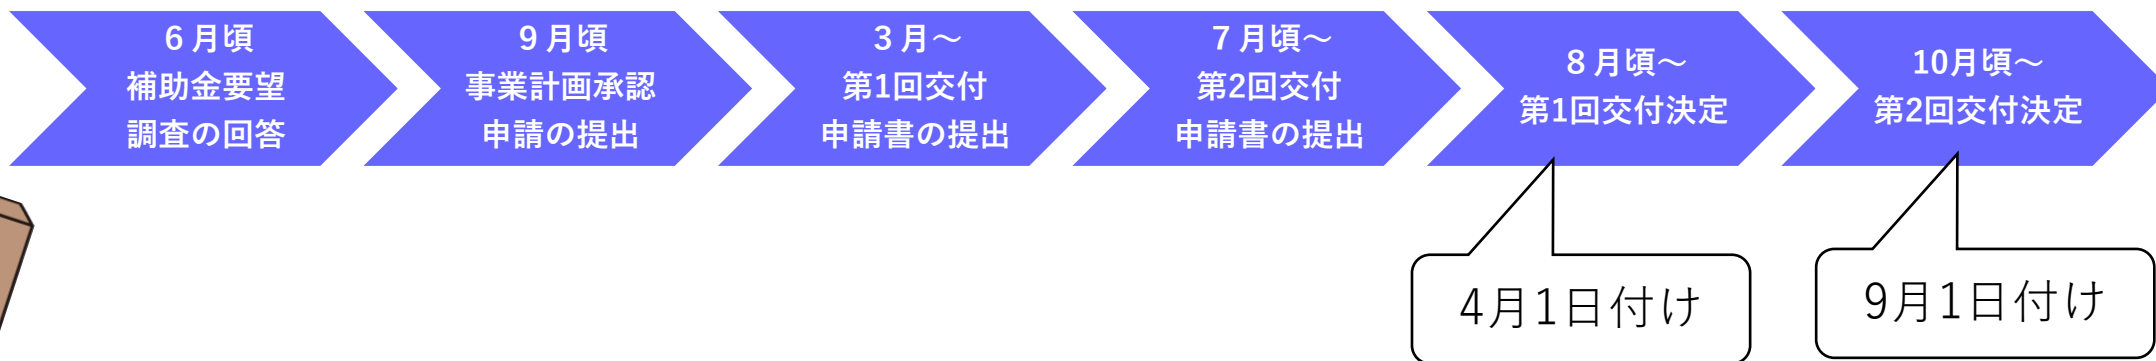 6月頃
補助金要望
調査の回答
9月頃
事業計画承認
申請の提出
3月～
第1回交付
申請書の提出
7月頃～
第2回交付
申請書の提出
8月頃～
第1回交付決定
10月頃～
第2回交付決定
4月1日付け
9月1日付け